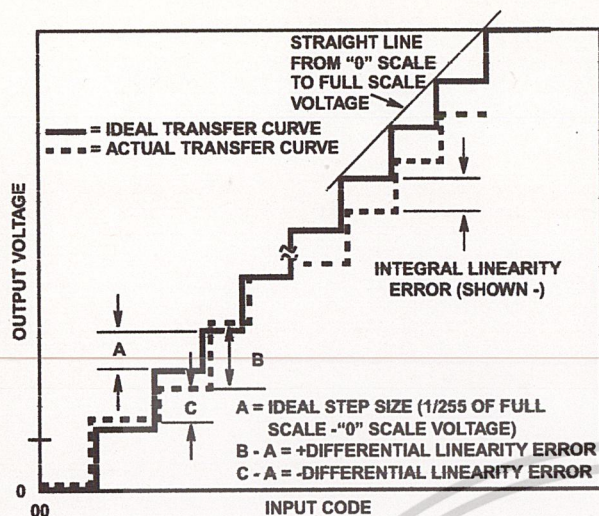 STRAIGHT LINE
FROM “0” SCALE
TO FULL SCALE
VOLTAGE
= IDEAL TRANSFER CURVE
= ACTUAL TRANSFER CURVE
OUTPUT VOLTAGE
INTEGRAL LINEARITY
ERROR (SHOWN -)
A
B
C
A = IDEAL STEP SIZE (1/255 OF FULL
SCALE -“0” SCALE VOLTAGE)
B - A = +DIFFERENTIAL LINEARITY ERROR
C - A = -DIFFERENTIAL LINEARITY ERROR
0
00
INPUT CODE